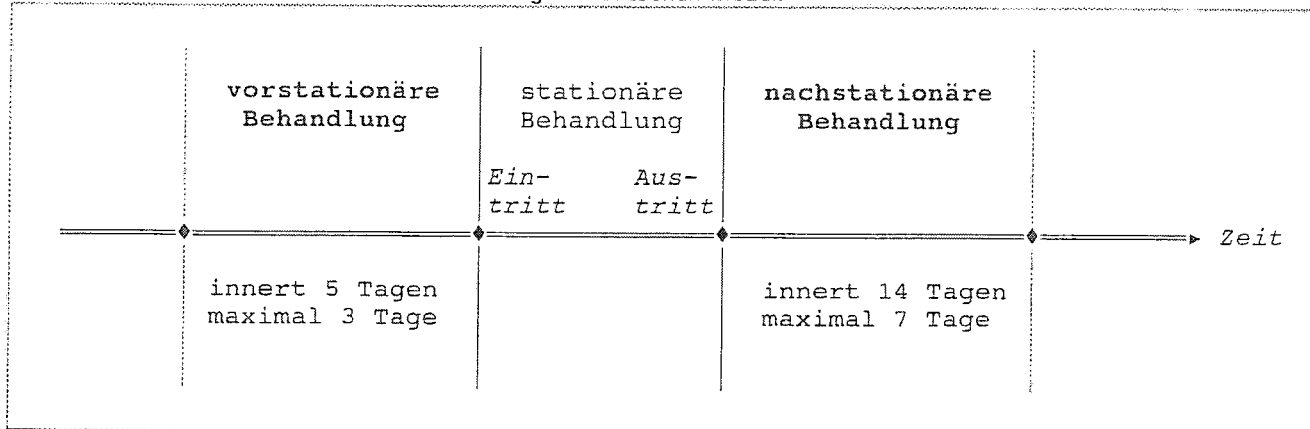 vorstationäre
Behandlung
stationäre
Behandlung
nachstationäre
Behandlung
Ein-
tritt
Aus-
tritt
Zeit
innert 5 Tagen
maximal 3 Tage
innert 14 Tagen
maximal 7 Tage